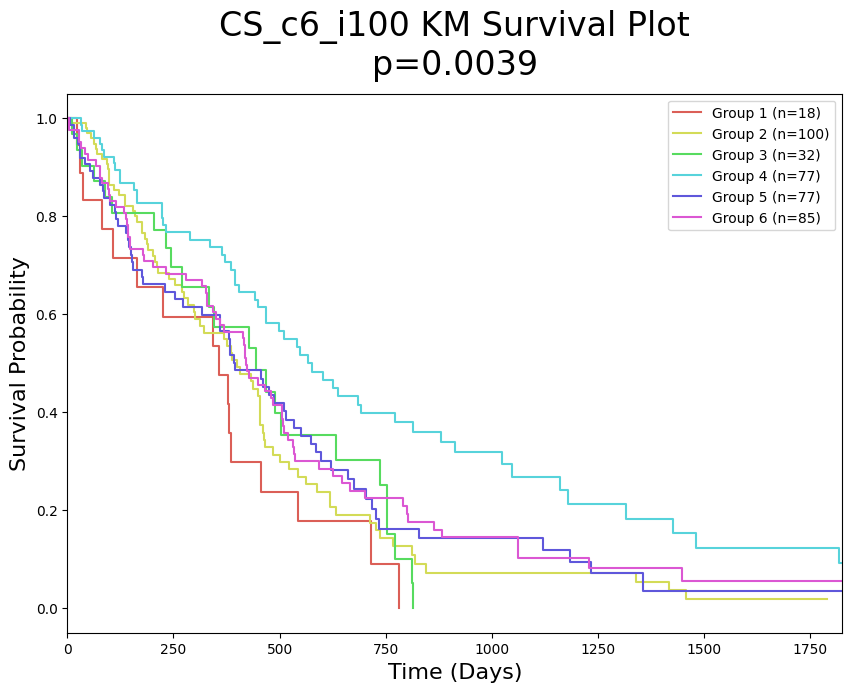 CS_c6_i100 KM Survival Plot
p=0.0039
Group 1 (n=18)
Group 2 (n=100)
Group 3 (n=32)
Group 4 (n=77)
Group 5 (n=77)
Group 6 (n=85)
Survival Probability
1.0
0.8
0.6
0.4
0.2
0.0
0 250 500 750 1000 1250 1500 1750
Time (Days)